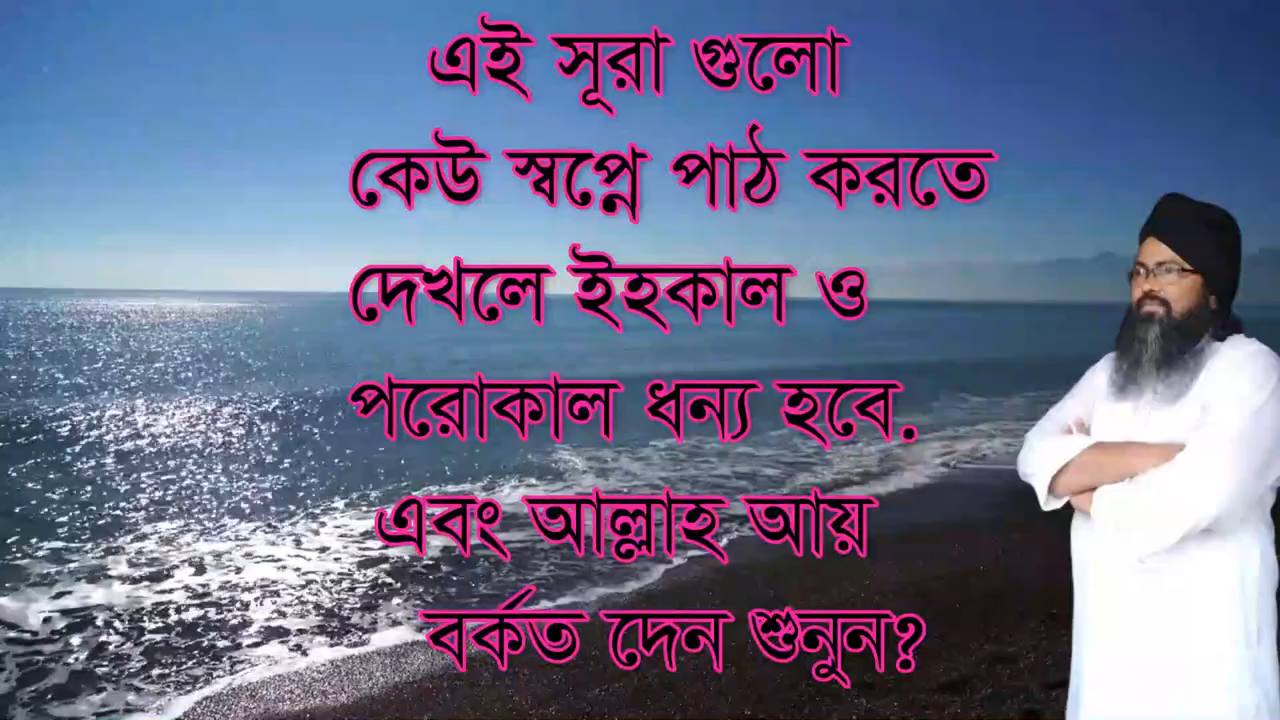 এই সূরা গুলো
কেউ স্বপ্নে পাঠ করতে
দেখলে ইহকাল ও
পরোকাল ধন্য হবে.
এবং আল্লাহ আয়
বর্কত দেন শুনুন?